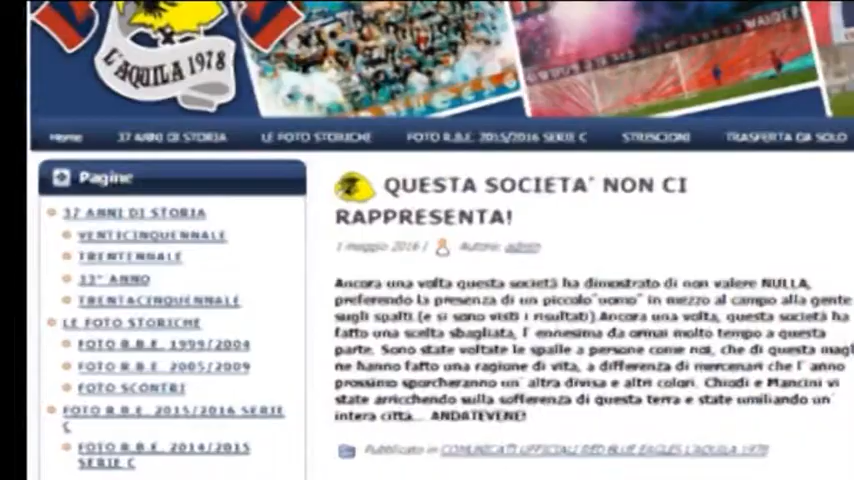 L'AQUILA 1978
Home 37 ANNI DI STORIA LE FOTO STORICHE FOTO R.B.E. 2015/2016 SERIE C STRISCIONI TRASFERTA DA SOLO
Pagine
37 ANNI DI STORIA
VENTICINQUENNALE
TRENTENNALE
33° ANNO
TRENTACINQUENNALE
LE FOTO STORICHE
FOTO R.B.E. 1999/2004
FOTO R.B.E. 2005/2009
FOTO SCONTRI
FOTO R.B.E. 2015/2016 SERIE
C
FOTO R.B.E. 2014/2015
SERIE C
QUESTA SOCIETA' NON CI
RAPPRESENTA!
1 maggio 2016 | Autore: admin
Ancora una volta questa società ha dimostrato di non valere NULLA,
preferendo la presenza di un piccolo"uomo" in mezzo al campo alla gente
sugli spalti.(e si sono visti i risultati).Ancora una volta, questa società ha
fatto una scelta sbagliata, l' ennesima da ormai molto tempo a questa
parte. Sono state voltate le spalle a persone come noi, che di questa magl
ne hanno fatto una ragione di vita, a differenza di mercenari che l' anno
prossimo sporcheranno un' altra divisa e altri colori. Chiodi e Mancini vi
state arricchendo sulla sofferenza di questa terra e state umiliando un'
intera citta'... ANDATEVENE!
Pubblicato in COMUNICATI UFFICIALI RED BLUE EAGLES L'AQUILA 1978